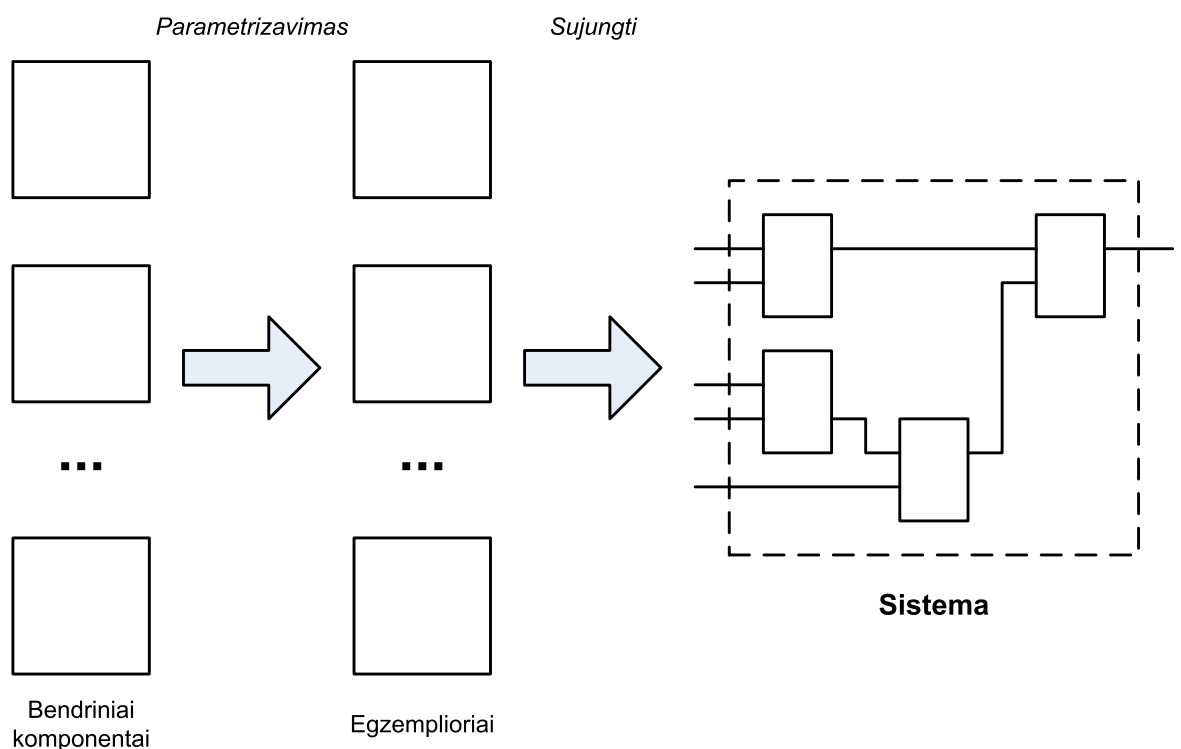 Parametrizavimas
Sujungti
...
...
Sistema
Bendriniai
komponentai
Egzemplioriai